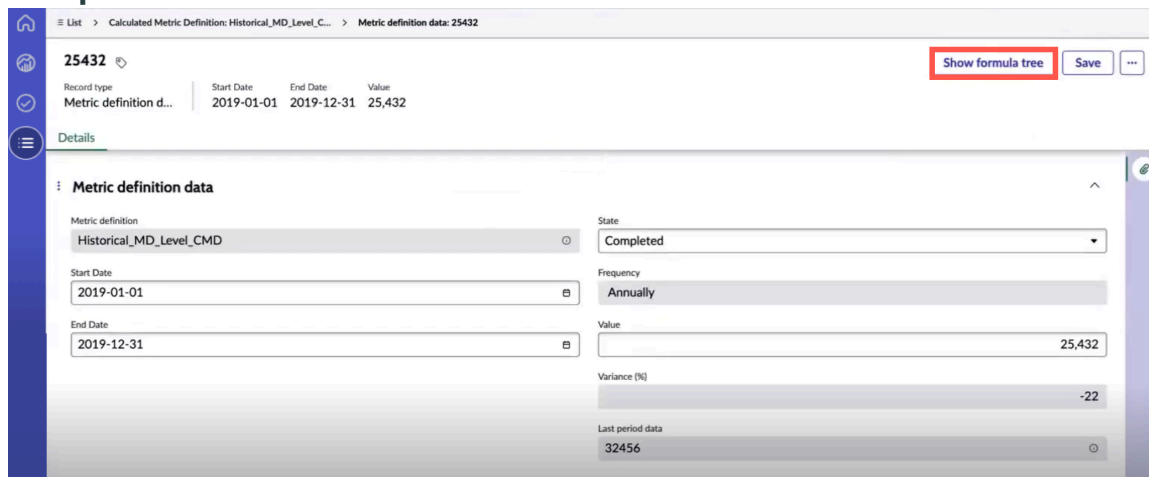 List > Calculated Metric Definition: Historical_MD_Level_C... > Metric definition data: 25432
25432
Show formula tree
Save
Record type
Start Date
End Date
Value
Metric definition d...
2019-01-01
2019-12-31
25,432
Details
Metric definition data
Metric definition
Historical_MD_Level_CMD
State
Completed
Start Date
2019-01-01
Frequency
Annually
End Date
2019-12-31
Value
25,432
Variance (%)
-22
Last period data
32456